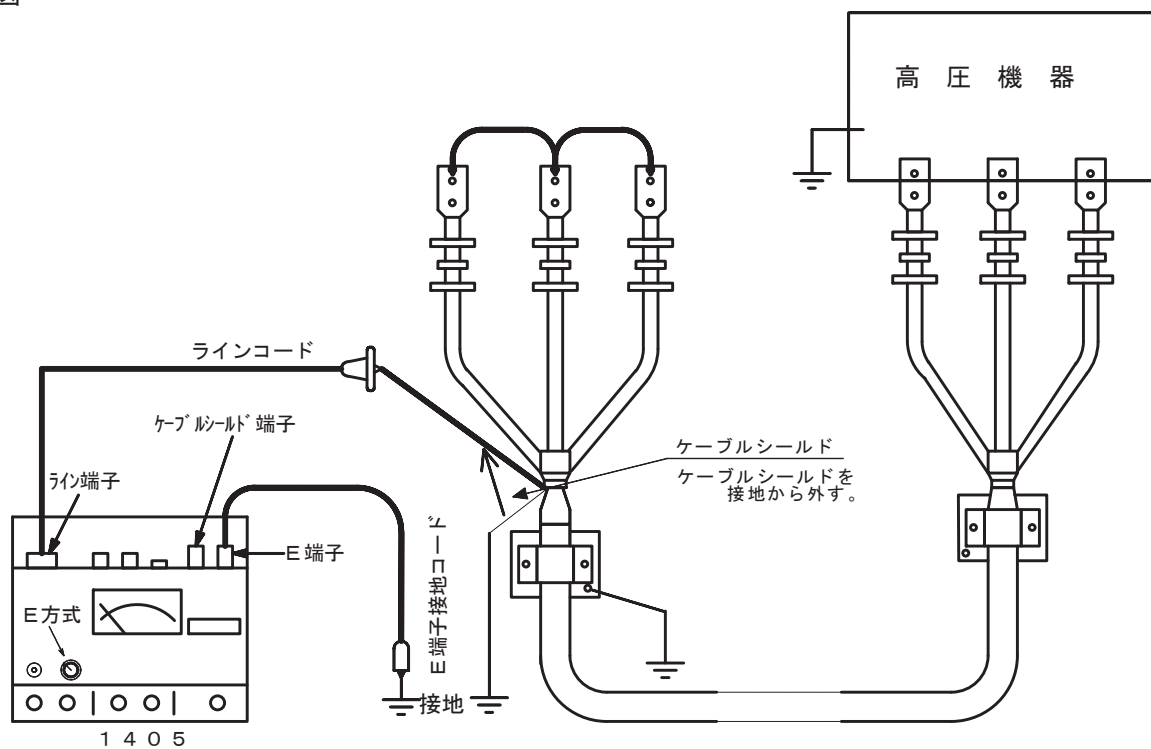 高圧機器
ラインコード
ケーブルシールド端子
ライン端子
ケーブルシールド
ケーブルシールドを
接地から外す。
E端子
E方式
E端子接地コード
接地
1405